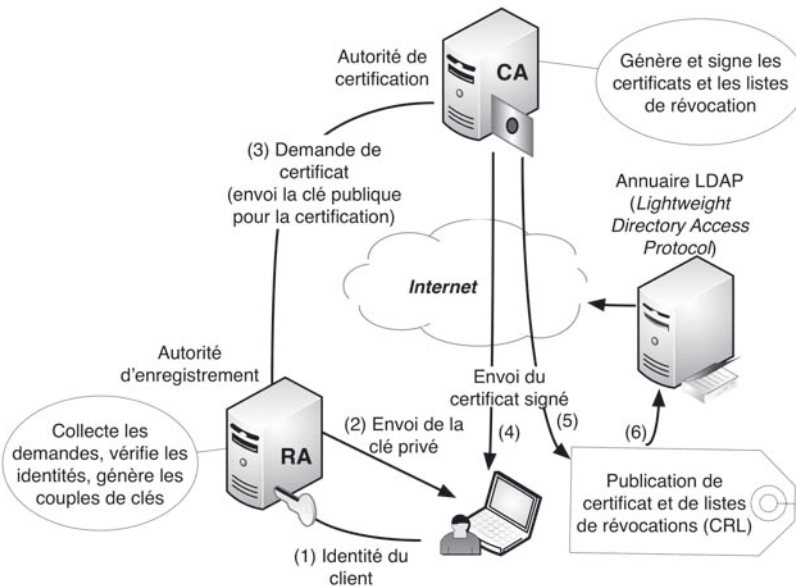 Autorité de
certification
CA
Génère et signe les
certificats et les listes
de révocation
(3) Demande de
certificat
(envoi la clé publique
pour la certification)
Annuaire LDAP
(Lightweight
Directory Access
Protocol)
Internet
Autorité
d'enregistrement
Envoi du
certificat signé
(2) Envoi de la
clé privé
(4)
(5)
(6)
Collecte les
demandes, vérifie les
identités, génère les
couples de clés
RA
Publication de
certificat et de listes
de révocations (CRL)
(1) Identité du
client